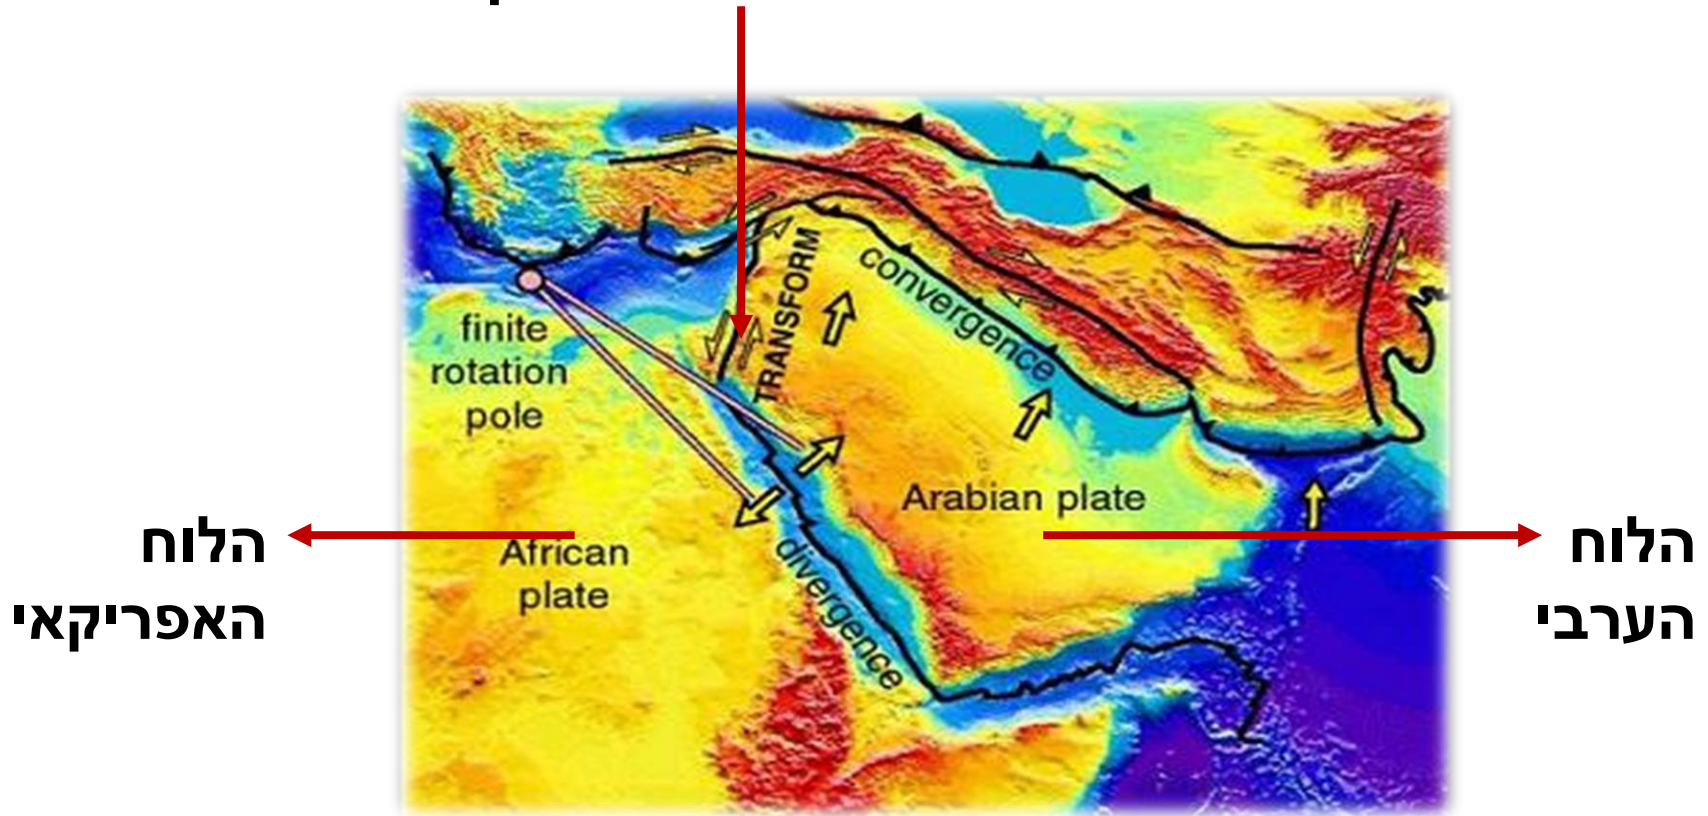 TRANSFORM
convergence
finite
rotation
pole
Arabian plate
הלוח
הערבי
African
plate
הלוח
האפריקאי
divergence